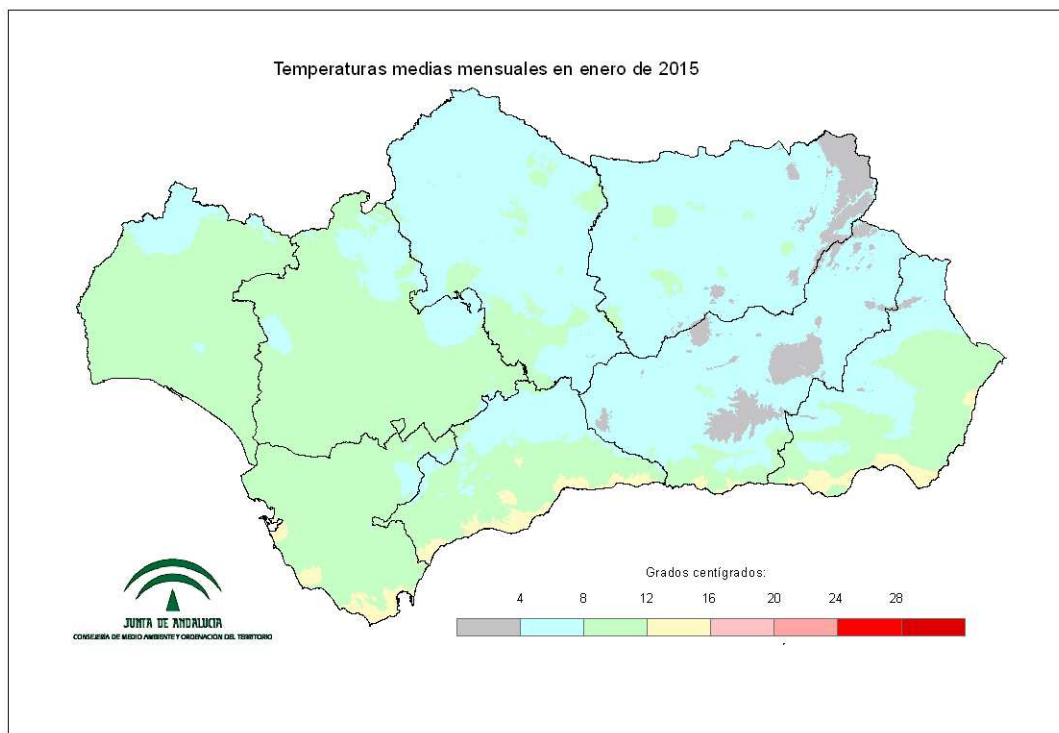 Temperaturas medias mensuales en enero de 2015
Grados centígrados:
4 8 12 16 20 24 28
JUNTA DE ANDALUCIA
CONSEJERÍA DE MEDIO AMBIENTE Y ORDENACIÓN DEL TERRITORIO